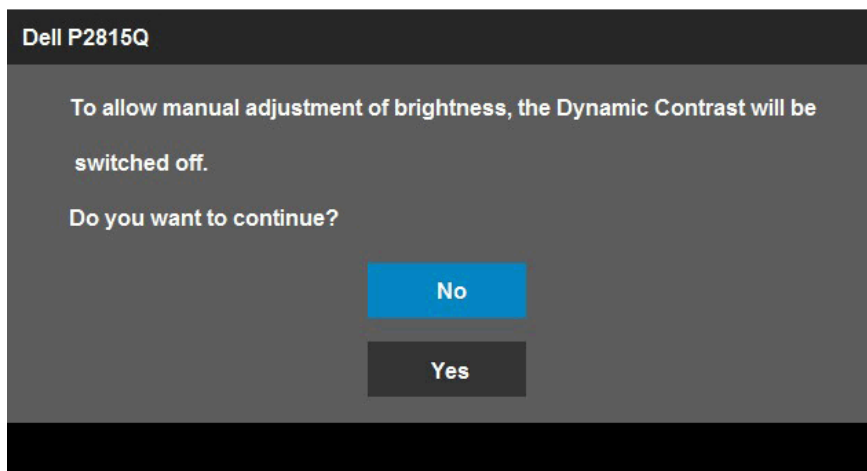 Dell P2815Q
To allow manual adjustment of brightness, the Dynamic Contrast will be
switched off.
Do you want to continue?
No
Yes